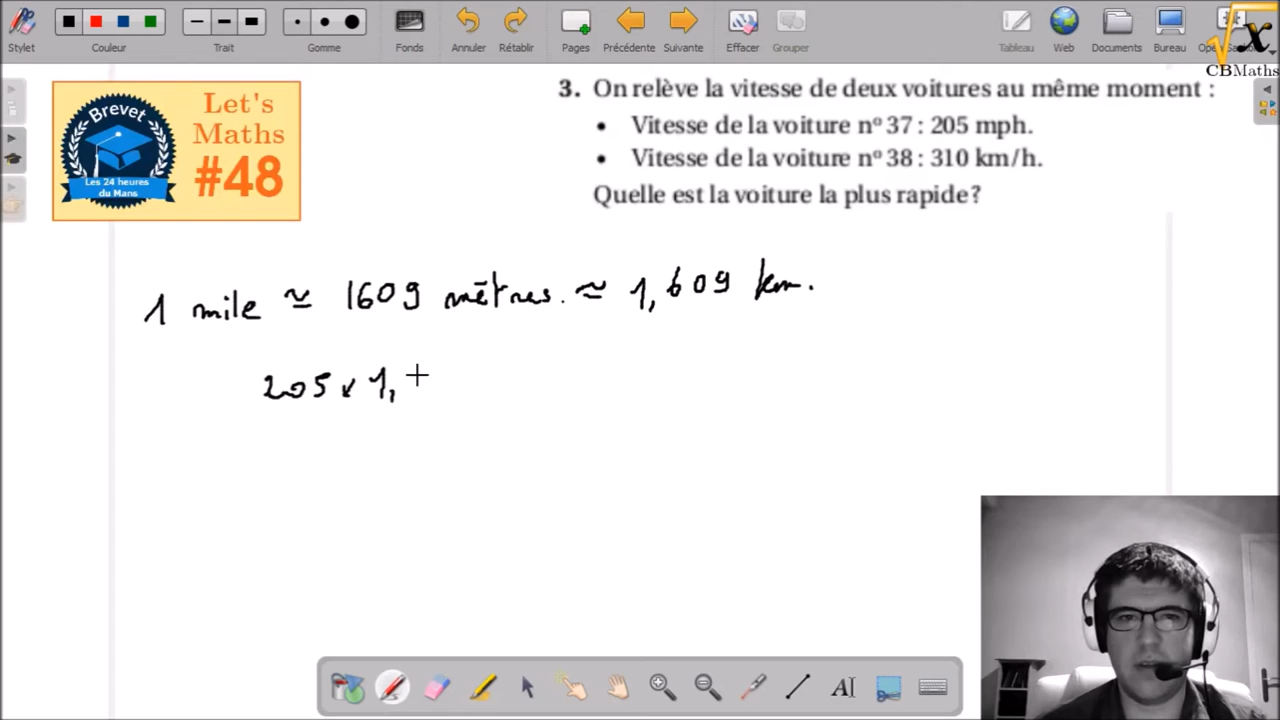 Stylet
Couleur
Trait
Gomme
Fonds
Annuler
Rétablir
Pages
Précédente
Suivante
Effacer
Grouper
Tableau
Web
Documents
Bureau
√x
CBMaths
Brevet
Les 24 heures
du Mans
Let's
Maths
#48
3. On relève la vitesse de deux voitures au même moment :
• Vitesse de la voiture nº 37 : 205 mph.
• Vitesse de la voiture nº 38 : 310 km/h.
Quelle est la voiture la plus rapide ?
1 mile ≃ 1609 mètres. ≈ 1,609 km.
205 x 1,
AI